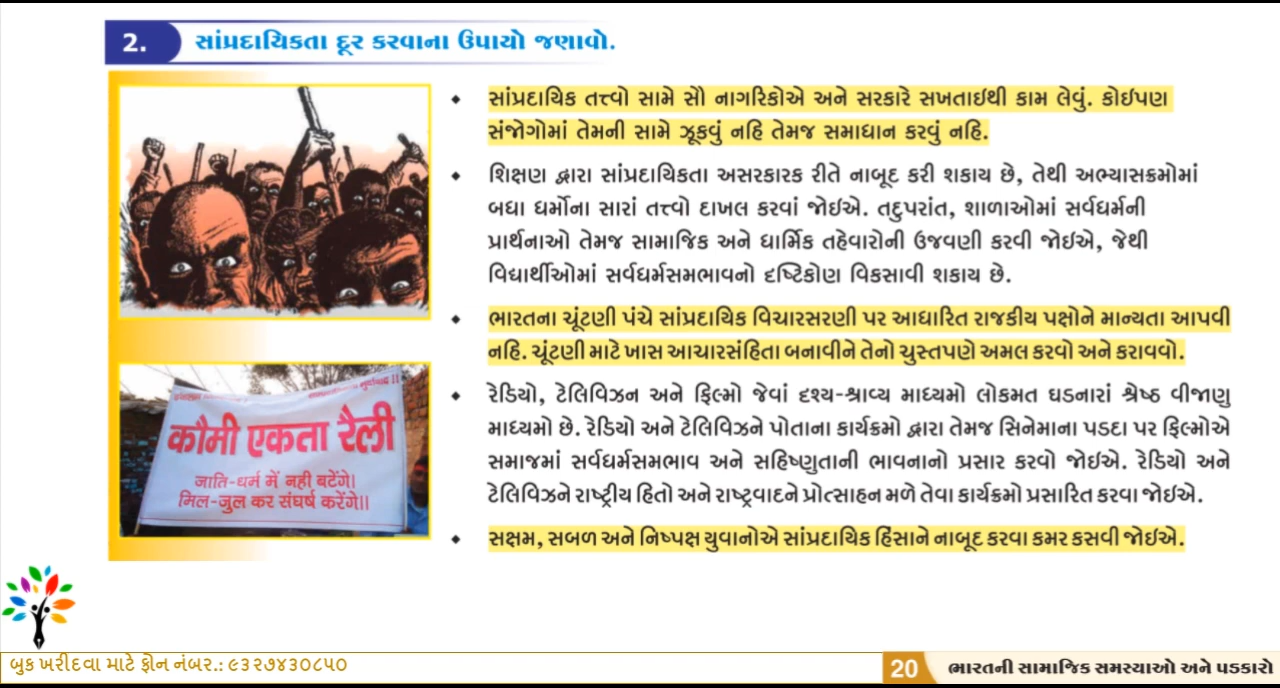 2.
સાંપ્રદાયિકતા દૂર કરવાના ઉપાયો જણાવો.
સાંપ્રદાયિક તત્ત્વો સામે સૌ નાગરિકોએ અને સરકારે સખતાઈથી કામ લેવું. કોઈપણ
સંજોગોમાં તેમની સામે ઝૂકવું નહિ તેમજ સમાધાન કરવું નહિ.
શિક્ષણ દ્વારા સાંપ્રદાયિકતા અસરકારક રીતે નાબૂદ કરી શકાય છે, તેથી અભ્યાસક્રમોમાં
બધા ધર્મોના સારાં તત્ત્વો દાખલ કરવાં જોઈએ. તદુપરાંત, શાળાઓમાં સર્વધર્મની
પ્રાર્થનાઓ તેમજ સામાજિક અને ધાર્મિક તહેવારોની ઉજવણી કરવી જોઈએ, જેથી
વિદ્યાર્થીઓમાં સર્વધર્મસમભાવનો દૃષ્ટિકોણ વિકસાવી શકાય છે.
ભારતના ચૂંટણી પંચે સાંપ્રદાયિક વિચારસરણી પર આધારિત રાજકીય પક્ષોને માન્યતા આપવી
નહિ. ચૂંટણી માટે ખાસ આચારસંહિતા બનાવીને તેનો ચુસ્તપણે અમલ કરવો અને કરાવવો.
રેડિયો, ટેલિવિઝન અને ફિલ્મો જેવાં દૃશ્ય-શ્રાવ્ય માધ્યમો લોકમત ઘડનારાં શ્રેષ્ઠ વીજાણુ
માધ્યમો છે. રેડિયો અને ટેલિવિઝને પોતાના કાર્યક્રમો દ્વારા તેમજ સિનેમાના પડદા પર ફિલ્મોએ
સમાજમાં સર્વધર્મસમભાવ અને સહિષ્ણુતાની ભાવનાનો પ્રસાર કરવો જોઈએ. રેડિયો અને
ટેલિવિઝને રાષ્ટ્રીય હિતો અને રાષ્ટ્રવાદને પ્રોત્સાહન મળે તેવા કાર્યક્રમો પ્રસારિત કરવા જોઈએ.
સક્ષમ, સબળ અને નિષ્પક્ષ યુવાનોએ સાંપ્રદાયિક હિંસાને નાબૂદ કરવા કમર કસવી જોઈએ.
कौमी एकता रैली
जाति-धर्म में नही बटेंगे।
मिल-जुल कर संघर्ष करेंगे।।
બુક ખરીદવા માટે ફોન નંબર.: ૯૩૨૭૪૩૦૮૫૦
20
ભારતની સામાજિક સમસ્યાઓ અને પડકારો